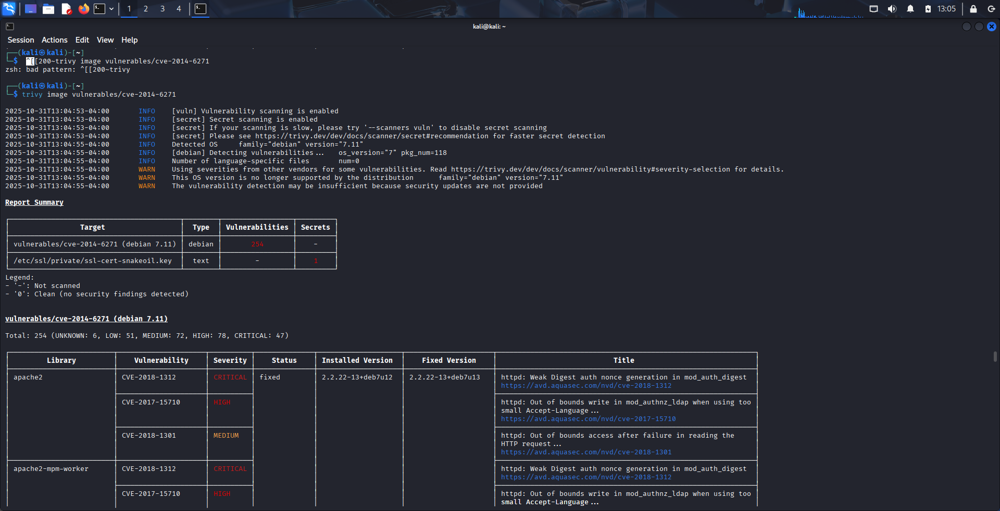 1 2 3 4 13:05
kali@kali: ~
Session Actions Edit View Help
┌──(kali㉿kali)-[~]
└─$ ^[[200~trivy image vulnerables/cve-2014-6271
zsh: bad pattern: ^[[200~trivy
┌──(kali㉿kali)-[~]
└─$ trivy image vulnerables/cve-2014-6271
2025-10-31T13:04:53-04:00 INFO [vuln] Vulnerability scanning is enabled
2025-10-31T13:04:53-04:00 INFO [secret] Secret scanning is enabled
2025-10-31T13:04:53-04:00 INFO [secret] If your scanning is slow, please try '--scanners vuln' to disable secret scanning
2025-10-31T13:04:53-04:00 INFO [secret] Please see https://trivy.dev/dev/docs/scanner/secret#recommendation for faster secret detection
2025-10-31T13:04:55-04:00 INFO Detected OS family="debian" version="7.11"
2025-10-31T13:04:55-04:00 INFO [debian] Detecting vulnerabilities... os_version="7" pkg_num=118
2025-10-31T13:04:55-04:00 INFO Number of language-specific files num=0
2025-10-31T13:04:55-04:00 WARN Using severities from other vendors for some vulnerabilities. Read https://trivy.dev/dev/docs/scanner/vulnerability#severity-selection for details.
2025-10-31T13:04:55-04:00 WARN This OS version is no longer supported by the distribution family="debian" version="7.11"
2025-10-31T13:04:55-04:00 WARN The vulnerability detection may be insufficient because security updates are not provided
Report Summary
Target Type Vulnerabilities Secrets
vulnerables/cve-2014-6271 (debian 7.11) debian 254 -
/etc/ssl/private/ssl-cert-snakeoil.key text - 1
Legend:
- '-': Not scanned
- '0': Clean (no security findings detected)
vulnerables/cve-2014-6271 (debian 7.11)
Total: 254 (UNKNOWN: 6, LOW: 51, MEDIUM: 72, HIGH: 78, CRITICAL: 47)
Library Vulnerability Severity Status Installed Version Fixed Version Title
apache2 CVE-2018-1312 CRITICAL fixed 2.2.22-13+deb7u12 2.2.22-13+deb7u13 httpd: Weak Digest auth nonce generation in mod_auth_digest
https://avd.aquasec.com/nvd/cve-2018-1312
CVE-2017-15710 HIGH httpd: Out of bounds write in mod_authnz_ldap when using too
small Accept-Language...
https://avd.aquasec.com/nvd/cve-2017-15710
CVE-2018-1301 MEDIUM httpd: Out of bounds access after failure in reading the
HTTP request...
https://avd.aquasec.com/nvd/cve-2018-1301
apache2-mpm-worker CVE-2018-1312 CRITICAL httpd: Weak Digest auth nonce generation in mod_auth_digest
https://avd.aquasec.com/nvd/cve-2018-1312
CVE-2017-15710 HIGH httpd: Out of bounds write in mod_authnz_ldap when using too
small Accept-Language...